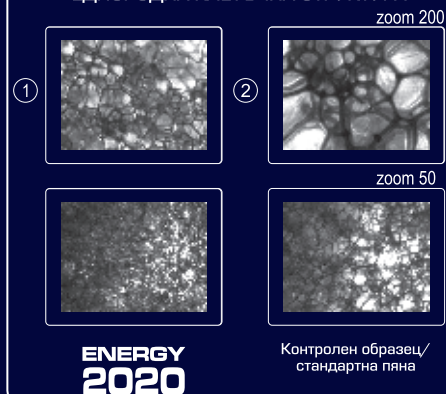 zoom 200
1
2
zoom 50
ENERGY
2020
Контролен образец/
стандартна пяна